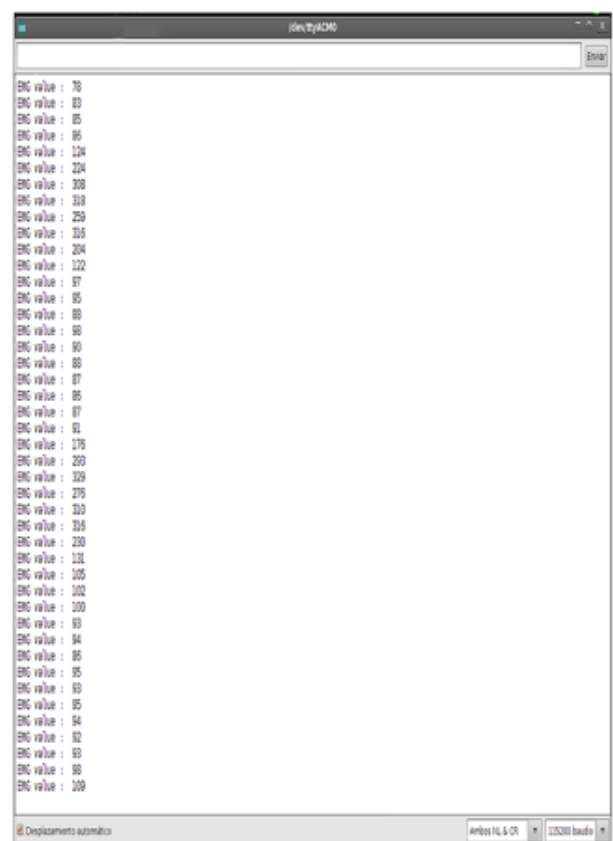 /dev/ttyACM0
Enviar
EMG value : 78
EMG value : 83
EMG value : 85
EMG value : 86
EMG value : 124
EMG value : 224
EMG value : 308
EMG value : 318
EMG value : 259
EMG value : 316
EMG value : 204
EMG value : 122
EMG value : 97
EMG value : 95
EMG value : 88
EMG value : 98
EMG value : 90
EMG value : 88
EMG value : 87
EMG value : 86
EMG value : 87
EMG value : 91
EMG value : 176
EMG value : 293
EMG value : 329
EMG value : 276
EMG value : 310
EMG value : 316
EMG value : 230
EMG value : 131
EMG value : 105
EMG value : 102
EMG value : 100
EMG value : 93
EMG value : 94
EMG value : 86
EMG value : 95
EMG value : 93
EMG value : 95
EMG value : 94
EMG value : 92
EMG value : 93
EMG value : 98
EMG value : 109
Desplazamiento automático Ambos NL & CR 115200 baudio